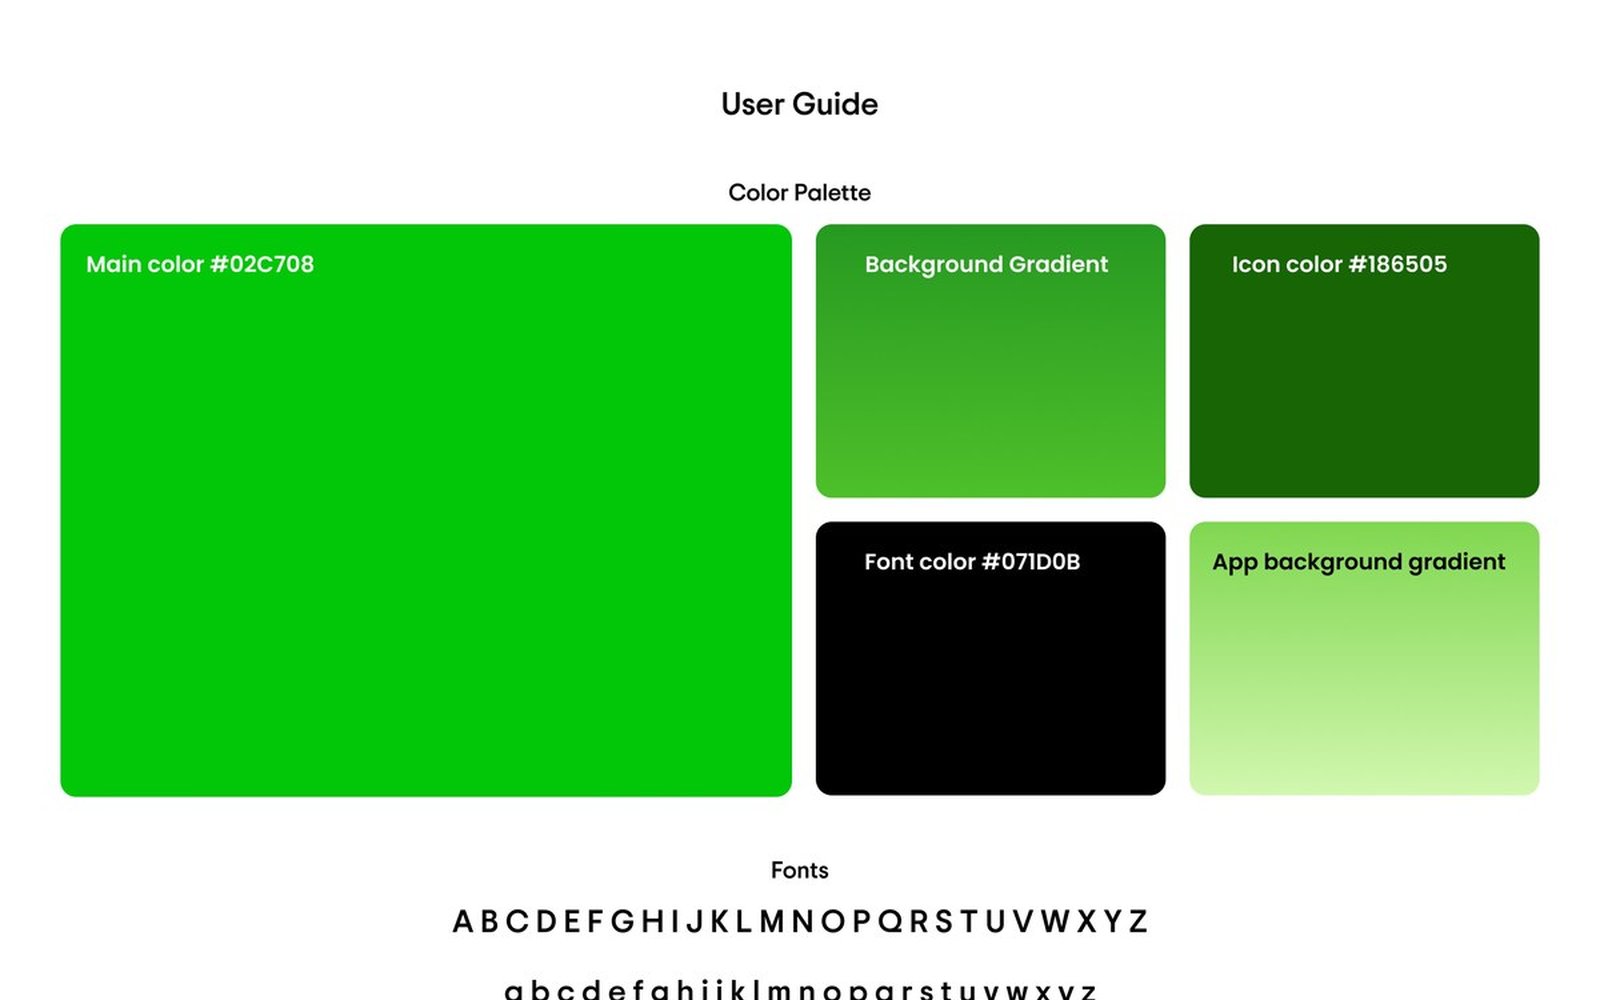 User Guide
Color Palette
Main color #02C708
Background Gradient
Icon color #186505
Font color #071D0B
App background gradient
Fonts
A B C D E F G H I J K L M N O P Q R S T U V W X Y Z
a b c d e f g h i j k l m n o p q r s t u v w x y z